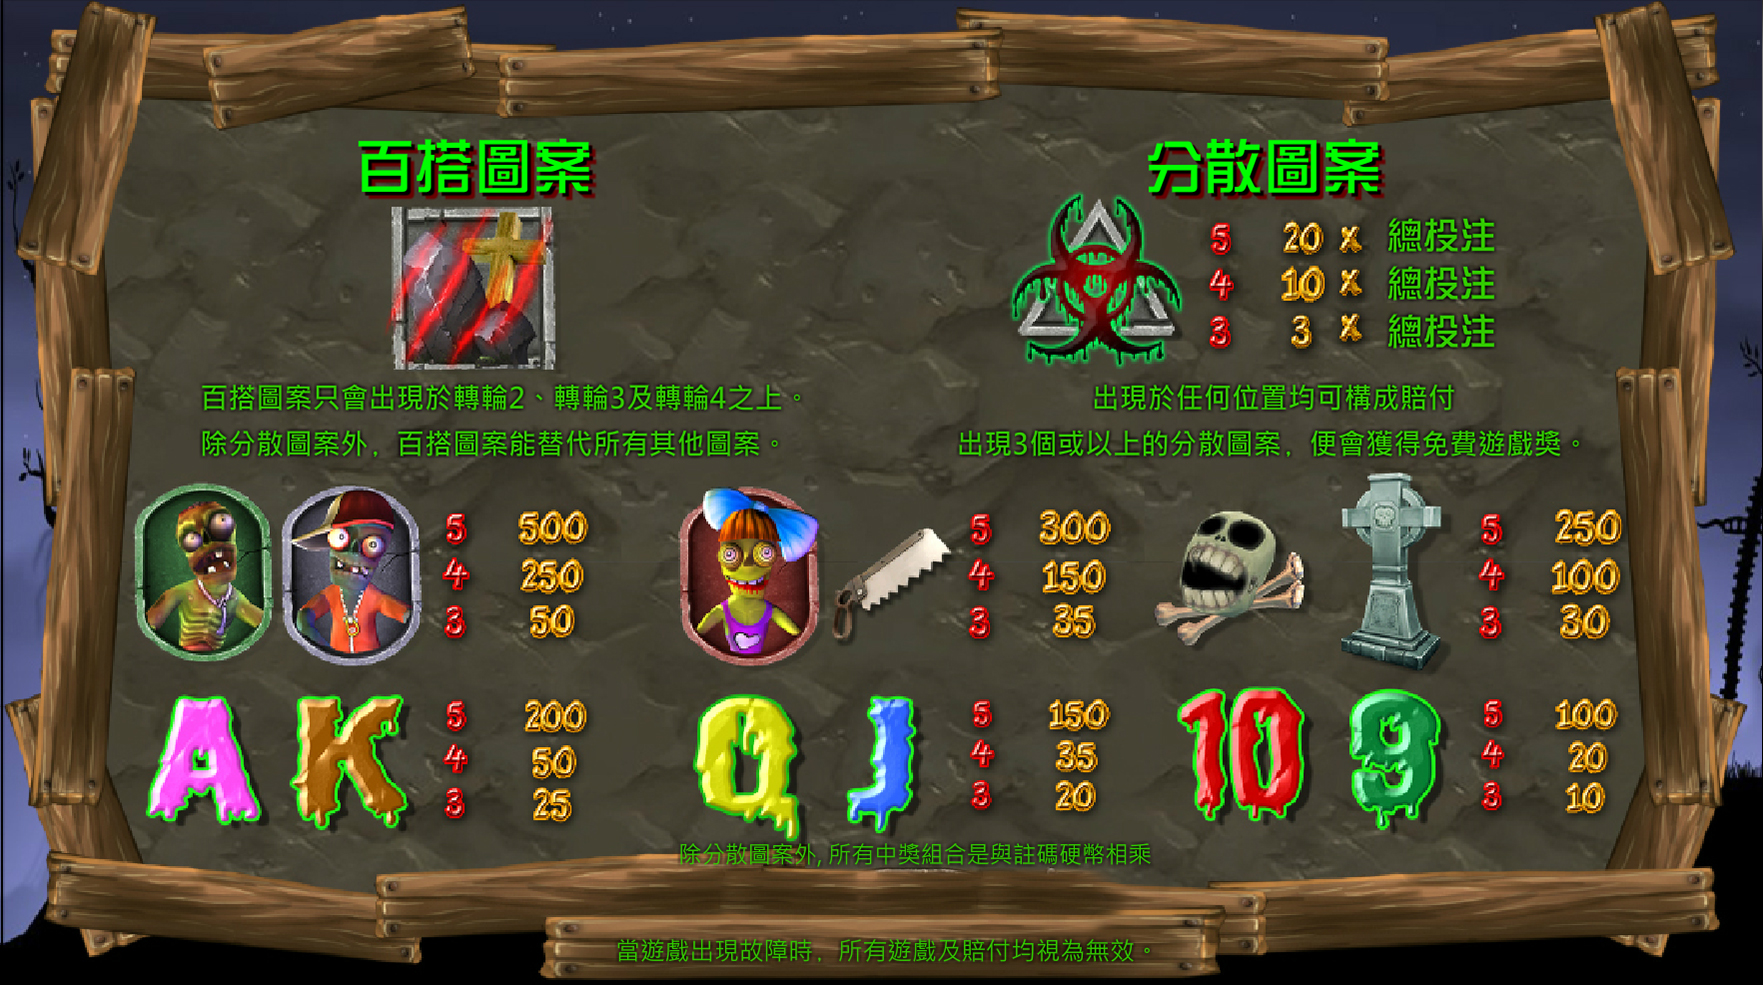 百搭圖案
分散圖案
5 20 x 總投注
4 10 x 總投注
3 3 x 總投注
百搭圖案只會出現於轉輪2、轉輪3及轉輪4之上。
除分散圖案外，百搭圖案能替代所有其他圖案。
出現於任何位置均可構成賠付
出現3個或以上的分散圖案，便會獲得免費遊戲獎。
5 500
4 250
3 50
5 300
4 150
3 35
5 250
4 100
3 30
A K
5 200
4 50
3 25
Q J
5 150
4 35
3 20
10 9
5 100
4 20
3 10
除分散圖案外, 所有中獎組合是與註碼硬幣相乘
當遊戲出現故障時，所有遊戲及賠付均視為無效。